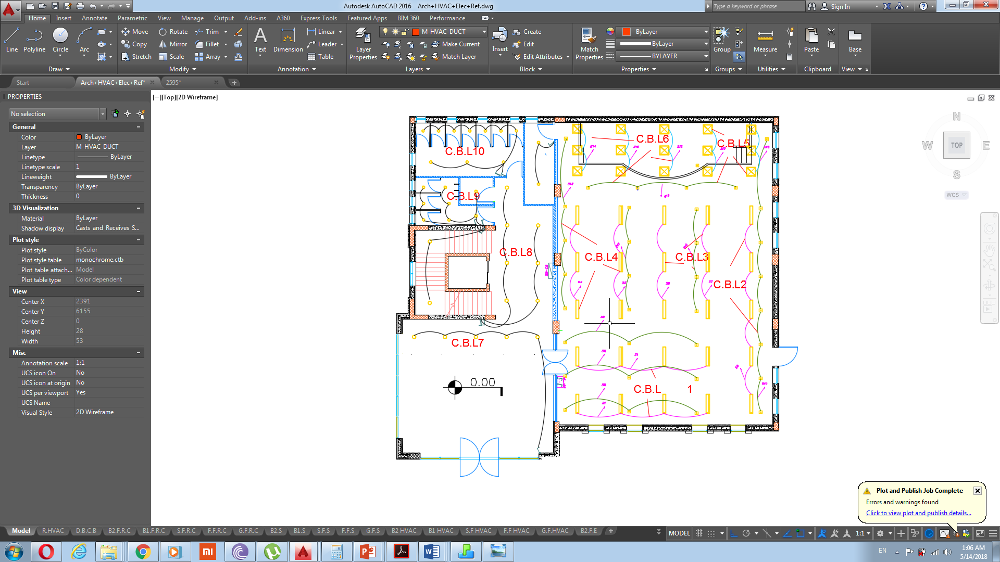 Autodesk AutoCAD 2016 Arch+HVAC+Elec+Ref.dwg
Type a keyword or phrase
Sign In
Home Insert Annotate Parametric View Manage Output Add-ins A360 Express Tools Featured Apps BIM 360 Performance
Line Polyline Circle Arc
Move Rotate Trim
Copy Mirror Fillet
Stretch Scale Array
Text Dimension
Linear
Leader
Table
Layer Properties
M-HVAC-DUCT
Make Current
Match Layer
Insert
Create
Edit
Edit Attributes
Match Properties
ByLayer
ByLayer
BYLAYER
Group
Measure
Paste
Base
Draw Modify Annotation Layers Block Properties Groups Utilities Clipboard View
Start Arch+HVAC+Elec+Ref* 2595*
PROPERTIES
[−][Top][2D Wireframe]
No selection
General
Color ByLayer
Layer M-HVAC-DUCT
Linetype ByLayer
Linetype scale 1
Lineweight ByLayer
Transparency ByLayer
Thickness 0
3D Visualization
Material ByLayer
Shadow display Casts and Receives S...
Plot style
Plot style ByColor
Plot style table monochrome.ctb
Plot table attach... Model
Plot table type Color dependent
View
Center X 2391
Center Y 6155
Center Z 0
Height 28
Width 53
Misc
Annotation scale 1:1
UCS icon On No
UCS icon at origin No
UCS per viewport Yes
UCS Name
Visual Style 2D Wireframe
N
W TOP E
S
WCS
C.B.L6
C.B.L5
C.B.L10
C.B.L9
C.B.L8
C.B.L4
C.B.L3
C.B.L2
C.B.L7
0.00
C.B.L 1
Plot and Publish Job Complete
Errors and warnings found
Click to view plot and publish details...
Model R.HVAC D.B.C.B B2.F.R.C B1.F.R.C S.F.R.C F.F.R.C G.F.R.C B2.S B1.S S.F.S F.F.S G.F.S B2 HVAC B1 HVAC S.F HVAC F.F HVAC G.F.HVAC B2.F.E
MODEL
1:1
EN
1:06 AM
5/14/2018